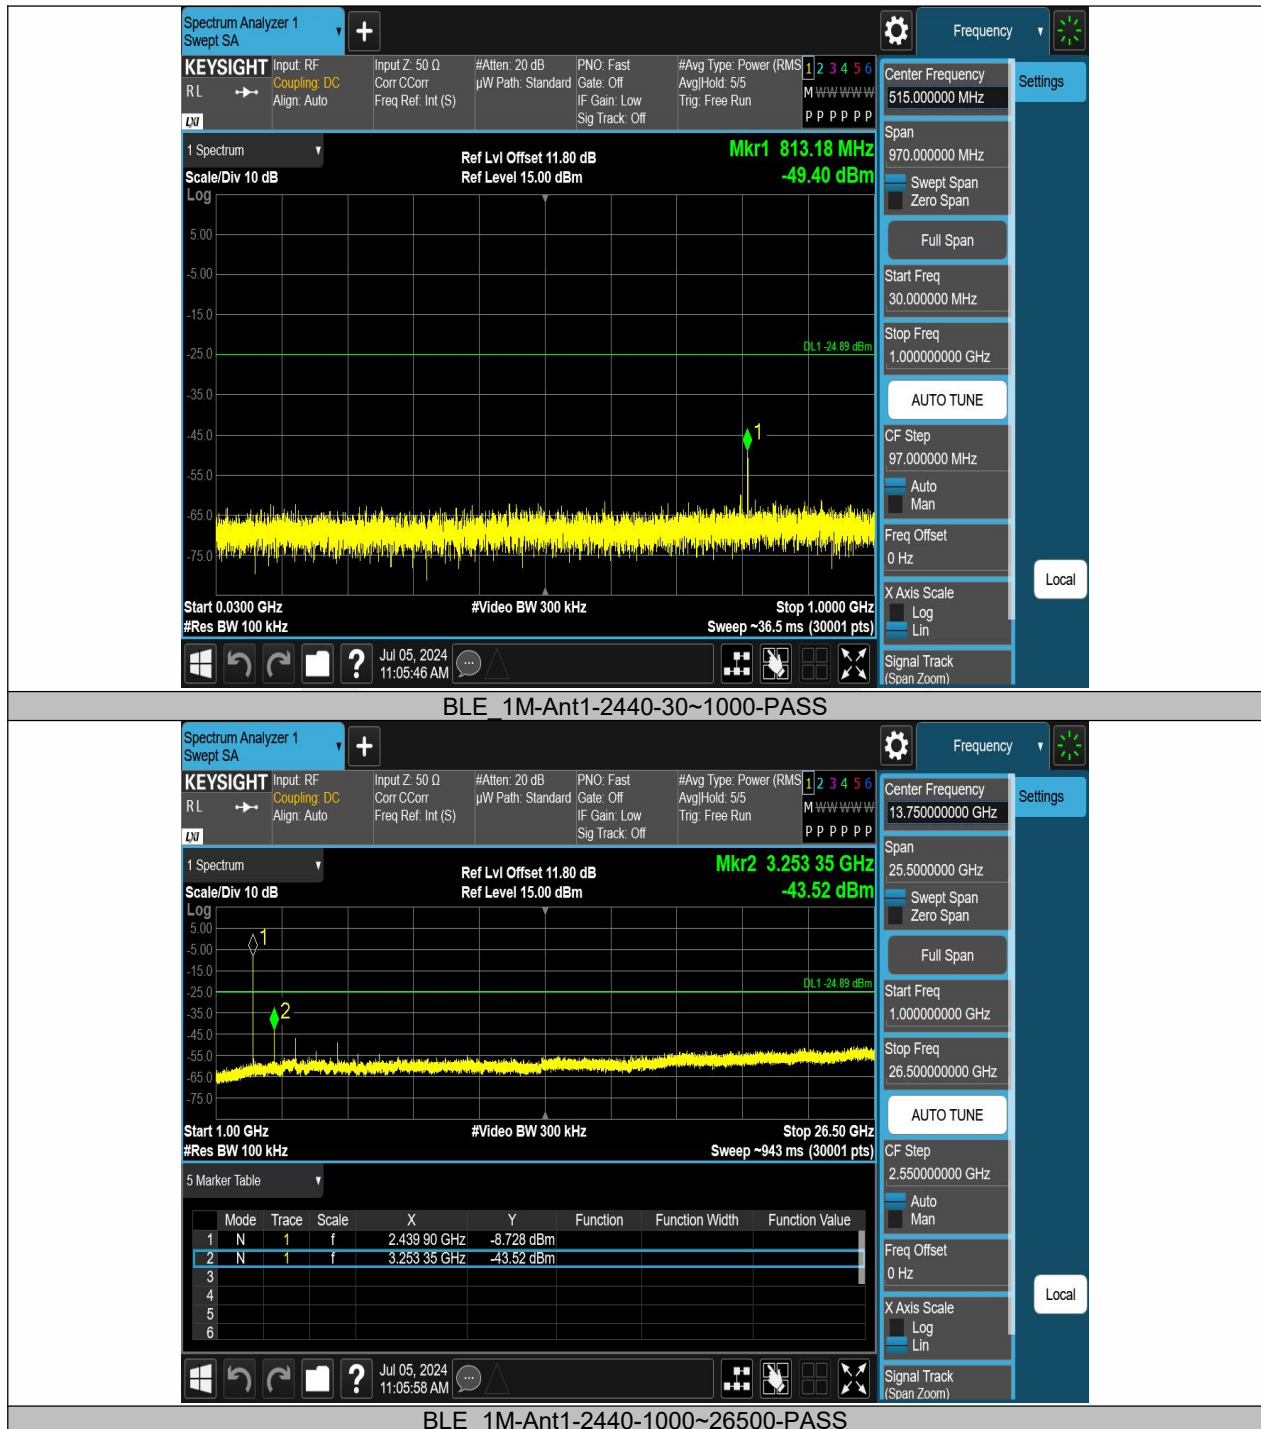 Spectrum Analyzer 1
Swept SA
+
Frequency
KEYSIGHT
RL
LXI
Input: RF
Coupling: DC
Align: Auto
Input Z: 50 Ω
Corr CCorr
Freq Ref: Int (S)
#Atten: 20 dB
µW Path: Standard
PNO: Fast
Gate: Off
IF Gain: Low
Sig Track: Off
#Avg Type: Power (RMS
Avg|Hold: 5/5
Trig: Free Run
1 2 3 4 5 6
M W W W W W
P P P P P P
1 Spectrum
Scale/Div 10 dB
Ref Lvl Offset 11.80 dB
Ref Level 15.00 dBm
Mkr1 813.18 MHz
-49.40 dBm
Log
5.00
-5.00
-15.0
-25.0
-35.0
-45.0
-55.0
-65.0
-75.0
DL1 -24.89 dBm
1
Start 0.0300 GHz
#Res BW 100 kHz
#Video BW 300 kHz
Stop 1.0000 GHz
Sweep ~36.5 ms (30001 pts)
?
Jul 05, 2024
11:05:46 AM
Center Frequency
515.000000 MHz
Span
970.000000 MHz
Swept Span
Zero Span
Full Span
Start Freq
30.000000 MHz
Stop Freq
1.000000000 GHz
AUTO TUNE
CF Step
97.000000 MHz
Auto
Man
Freq Offset
0 Hz
X Axis Scale
Log
Lin
Signal Track
(Span Zoom)
Settings
Local
BLE_1M-Ant1-2440-30~1000-PASS
Spectrum Analyzer 1
Swept SA
+
Frequency
KEYSIGHT
RL
LXI
Input: RF
Coupling: DC
Align: Auto
Input Z: 50 Ω
Corr CCorr
Freq Ref: Int (S)
#Atten: 20 dB
µW Path: Standard
PNO: Fast
Gate: Off
IF Gain: Low
Sig Track: Off
#Avg Type: Power (RMS
Avg|Hold: 5/5
Trig: Free Run
1 2 3 4 5 6
M W W W W W
P P P P P P
1 Spectrum
Scale/Div 10 dB
Ref Lvl Offset 11.80 dB
Ref Level 15.00 dBm
Mkr2 3.253 35 GHz
-43.52 dBm
Log
5.00
-5.00
-15.0
-25.0
-35.0
-45.0
-55.0
-65.0
-75.0
1
2
DL1 -24.89 dBm
Start 1.00 GHz
#Res BW 100 kHz
#Video BW 300 kHz
Stop 26.50 GHz
Sweep ~943 ms (30001 pts)
5 Marker Table
Mode Trace Scale X Y Function Function Width Function Value
1 N 1 f 2.439 90 GHz -8.728 dBm
2 N 1 f 3.253 35 GHz -43.52 dBm
3
4
5
6
?
Jul 05, 2024
11:05:58 AM
Center Frequency
13.750000000 GHz
Span
25.5000000 GHz
Swept Span
Zero Span
Full Span
Start Freq
1.000000000 GHz
Stop Freq
26.500000000 GHz
AUTO TUNE
CF Step
2.550000000 GHz
Auto
Man
Freq Offset
0 Hz
X Axis Scale
Log
Lin
Signal Track
(Span Zoom)
Settings
Local
BLE_1M-Ant1-2440-1000~26500-PASS